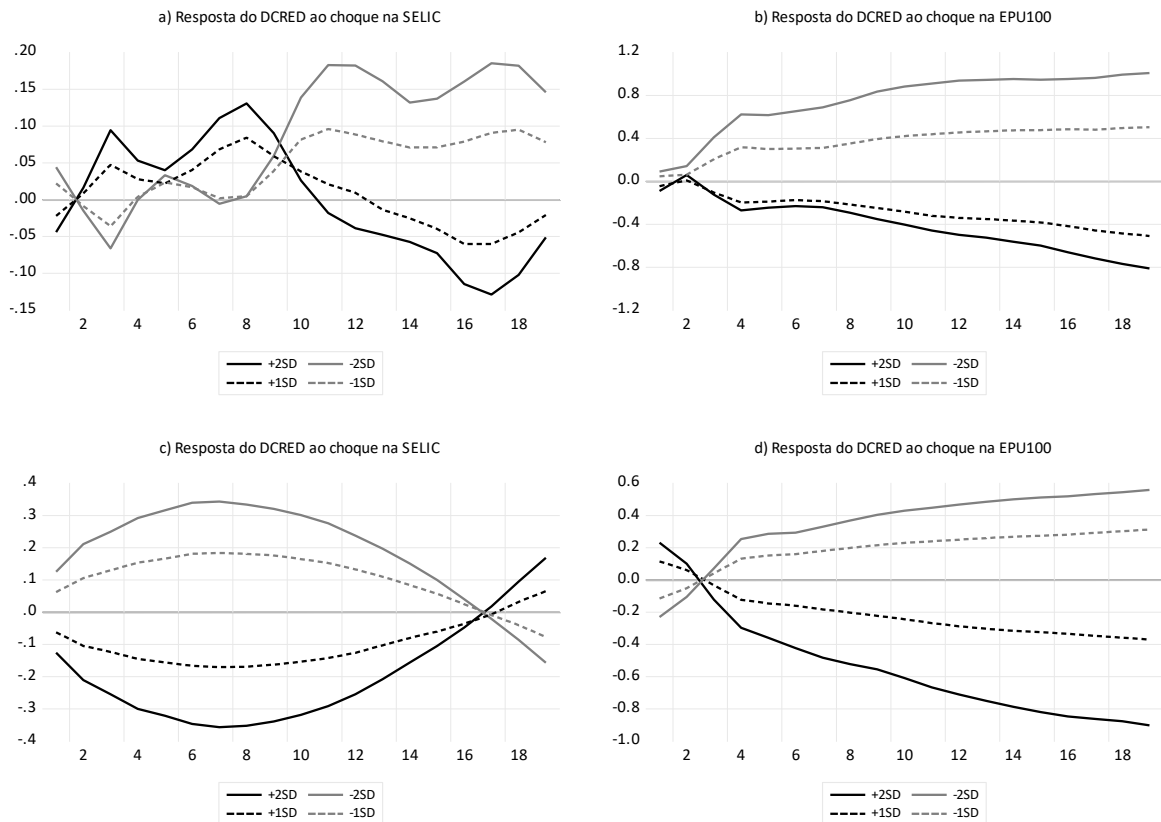 a) Resposta do DCRED ao choque na SELIC
.20
.15
.10
.05
.00
-.05
-.10
-.15
2 4 6 8 10 12 14 16 18
+2SD -2SD
+1SD -1SD
b) Resposta do DCRED ao choque na EPU100
1.2
0.8
0.4
0.0
-0.4
-0.8
-1.2
2 4 6 8 10 12 14 16 18
+2SD -2SD
+1SD -1SD
c) Resposta do DCRED ao choque na SELIC
.4
.3
.2
.1
.0
-.1
-.2
-.3
-.4
2 4 6 8 10 12 14 16 18
+2SD -2SD
+1SD -1SD
d) Resposta do DCRED ao choque na EPU100
0.6
0.4
0.2
0.0
-0.2
-0.4
-0.6
-0.8
-1.0
2 4 6 8 10 12 14 16 18
+2SD -2SD
+1SD -1SD